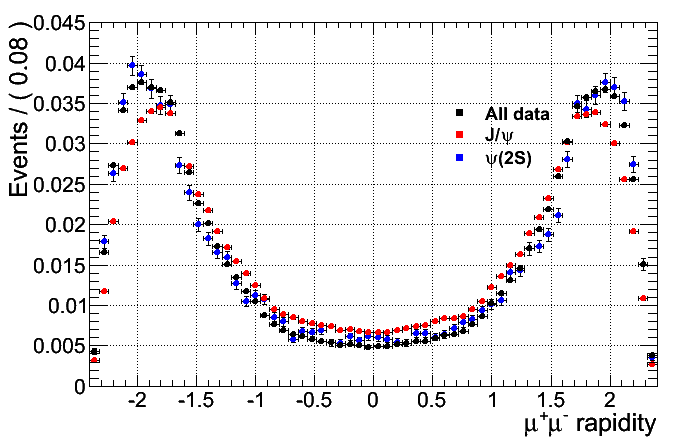 Events / ( 0.08 )
0.045
0.04
0.035
0.03
0.025
0.02
0.015
0.01
0.005
0
All data
J/ψ
ψ(2S)
-2 -1.5 -1 -0.5 0 0.5 1 1.5 2
μ⁺μ⁻ rapidity